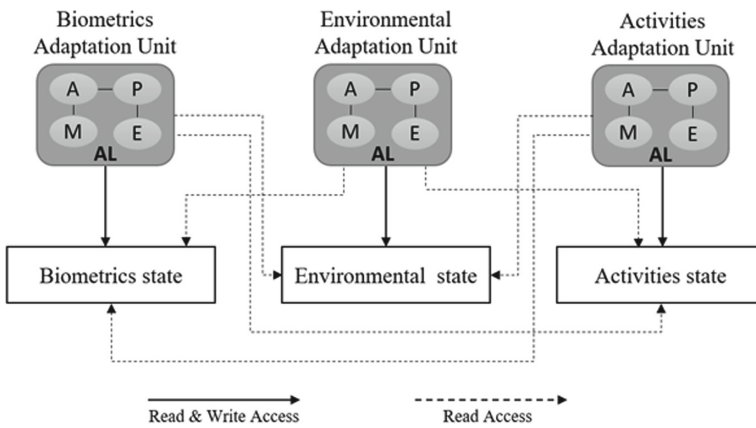 Biometrics
Adaptation Unit
Environmental
Adaptation Unit
Activities
Adaptation Unit
A P
M E
AL
A P
M E
AL
A P
M E
AL
Biometrics state
Environmental state
Activities state
Read & Write Access
Read Access